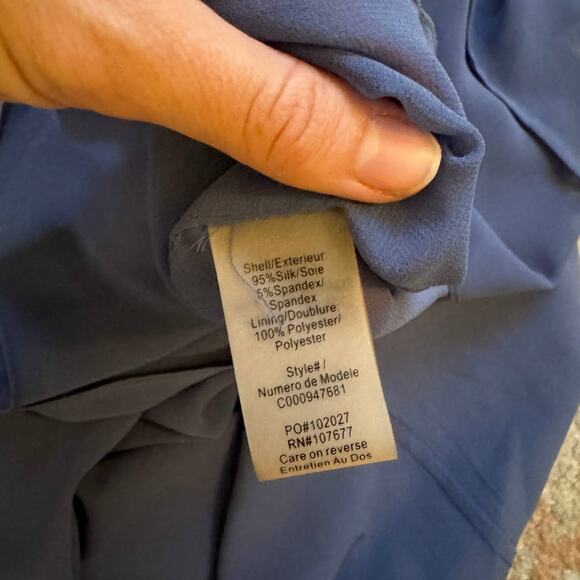 Shell/Exterieur
95%Silk/Soie
5%Spandex/
Spandex
Lining/Doublure:
100% Polyester/
Polyester
Style# /
Numero de Modele
C000947681
PO#102027
RN#107677
Care on reverse
Entretien Au Dos